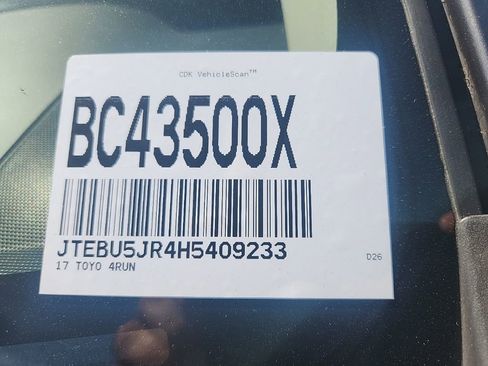 CDK VehicleScan™
BC43500X
JTEBU5JR4H5409233
17 TOYO 4RUN
D26